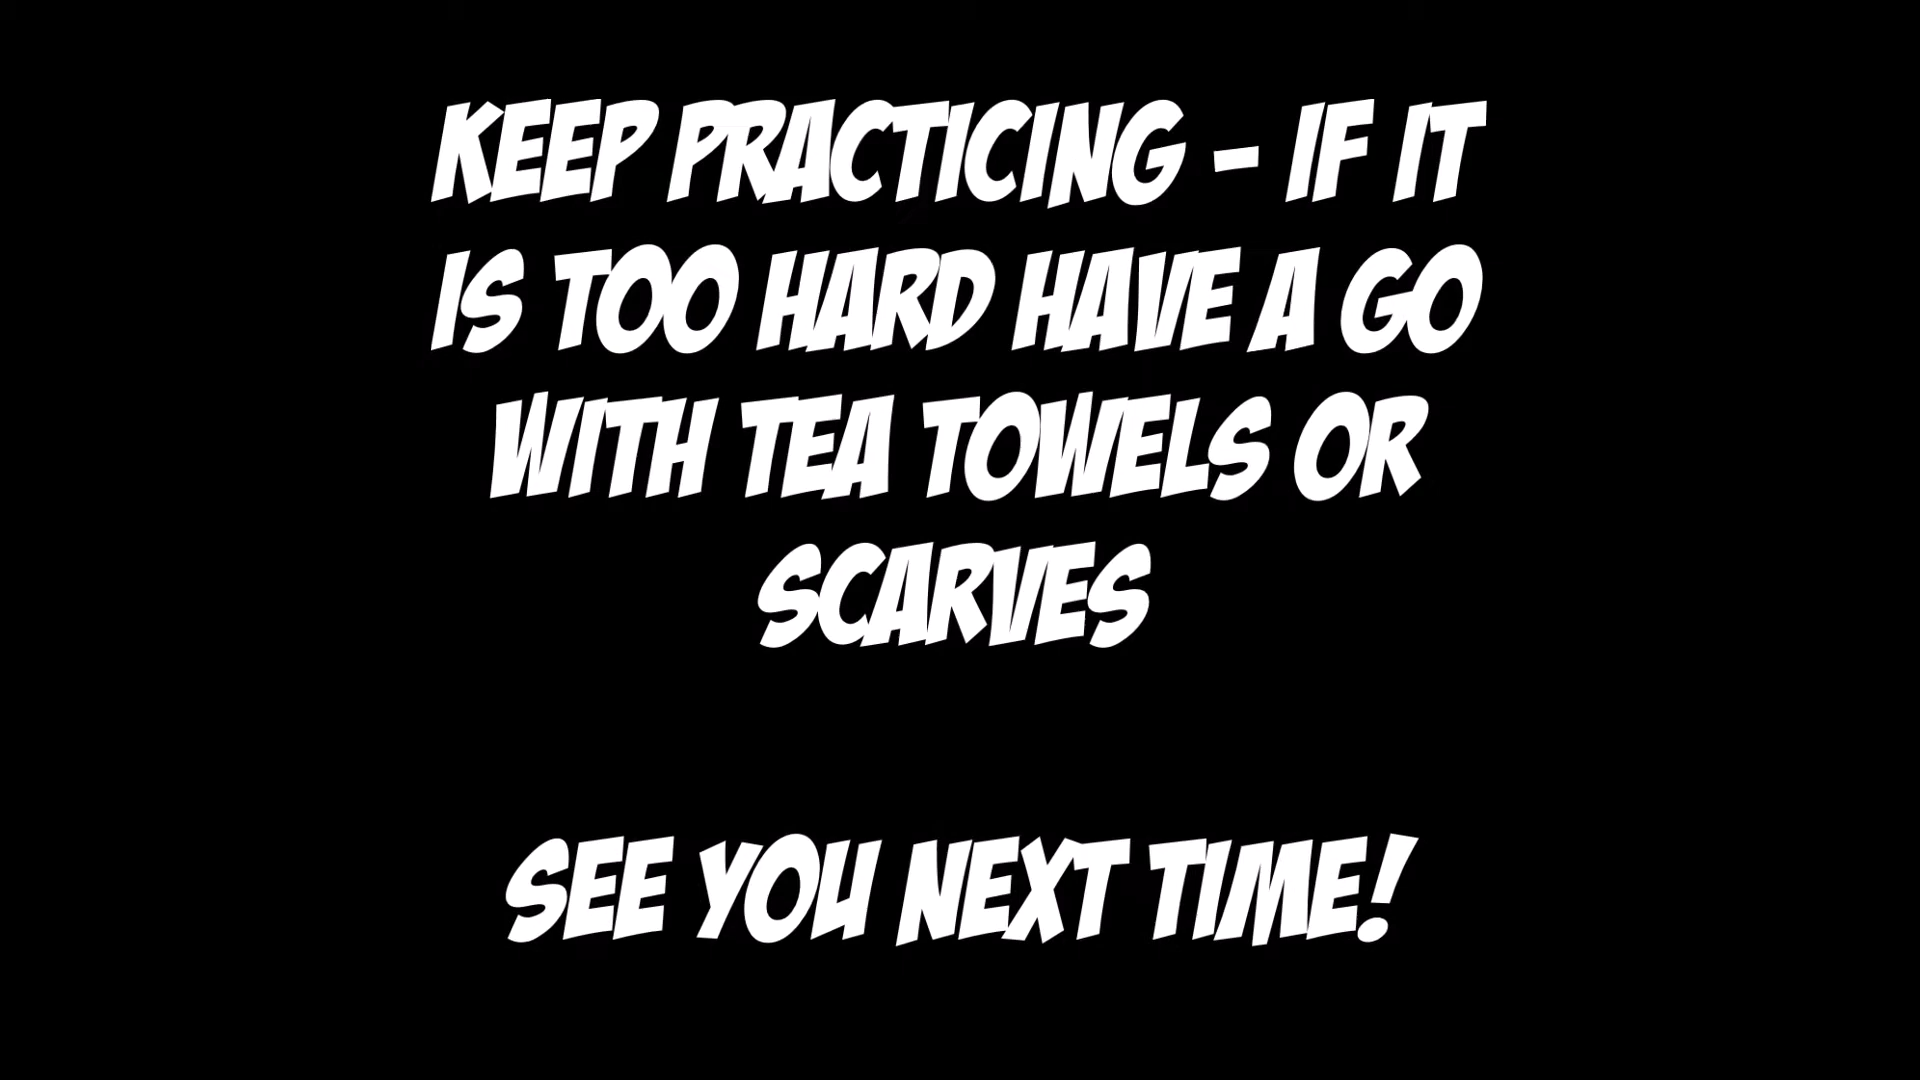 KEEP PRACTICING - IF IT
IS TOO HARD HAVE A GO
WITH TEA TOWELS OR
SCARVES
SEE YOU NEXT TIME!